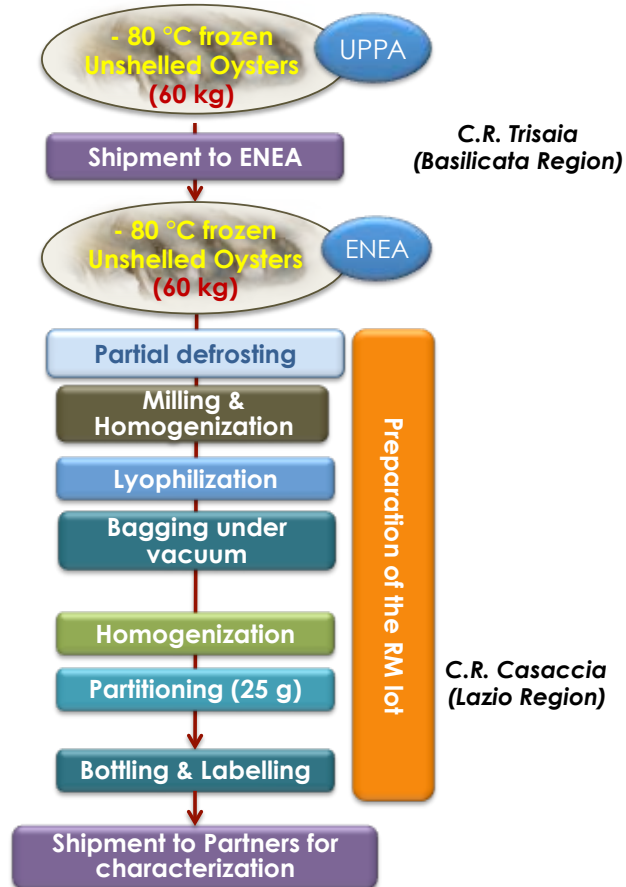 - 80 °C frozen
Unshelled Oysters
(60 kg)
UPPA
Shipment to ENEA
C.R. Trisaia
(Basilicata Region)
- 80 °C frozen
Unshelled Oysters
(60 kg)
ENEA
Partial defrosting
Milling &
Homogenization
Lyophilization
Bagging under
vacuum
Homogenization
Partitioning (25 g)
Bottling & Labelling
Preparation of the RM lot
C.R. Casaccia
(Lazio Region)
Shipment to Partners for
characterization